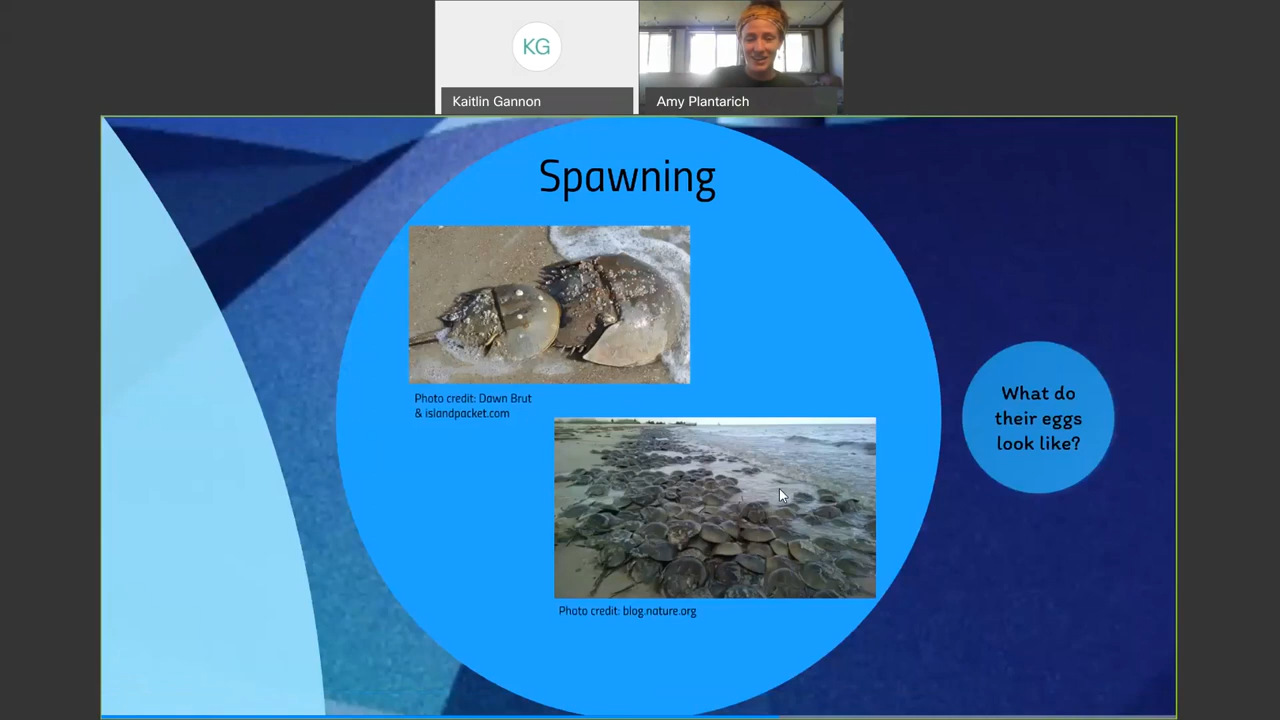 KG
Kaitlin Gannon
Amy Plantarich
Spawning
Photo credit: Dawn Brut
& islandpacket.com
What do
their eggs
look like?
Photo credit: blog.nature.org